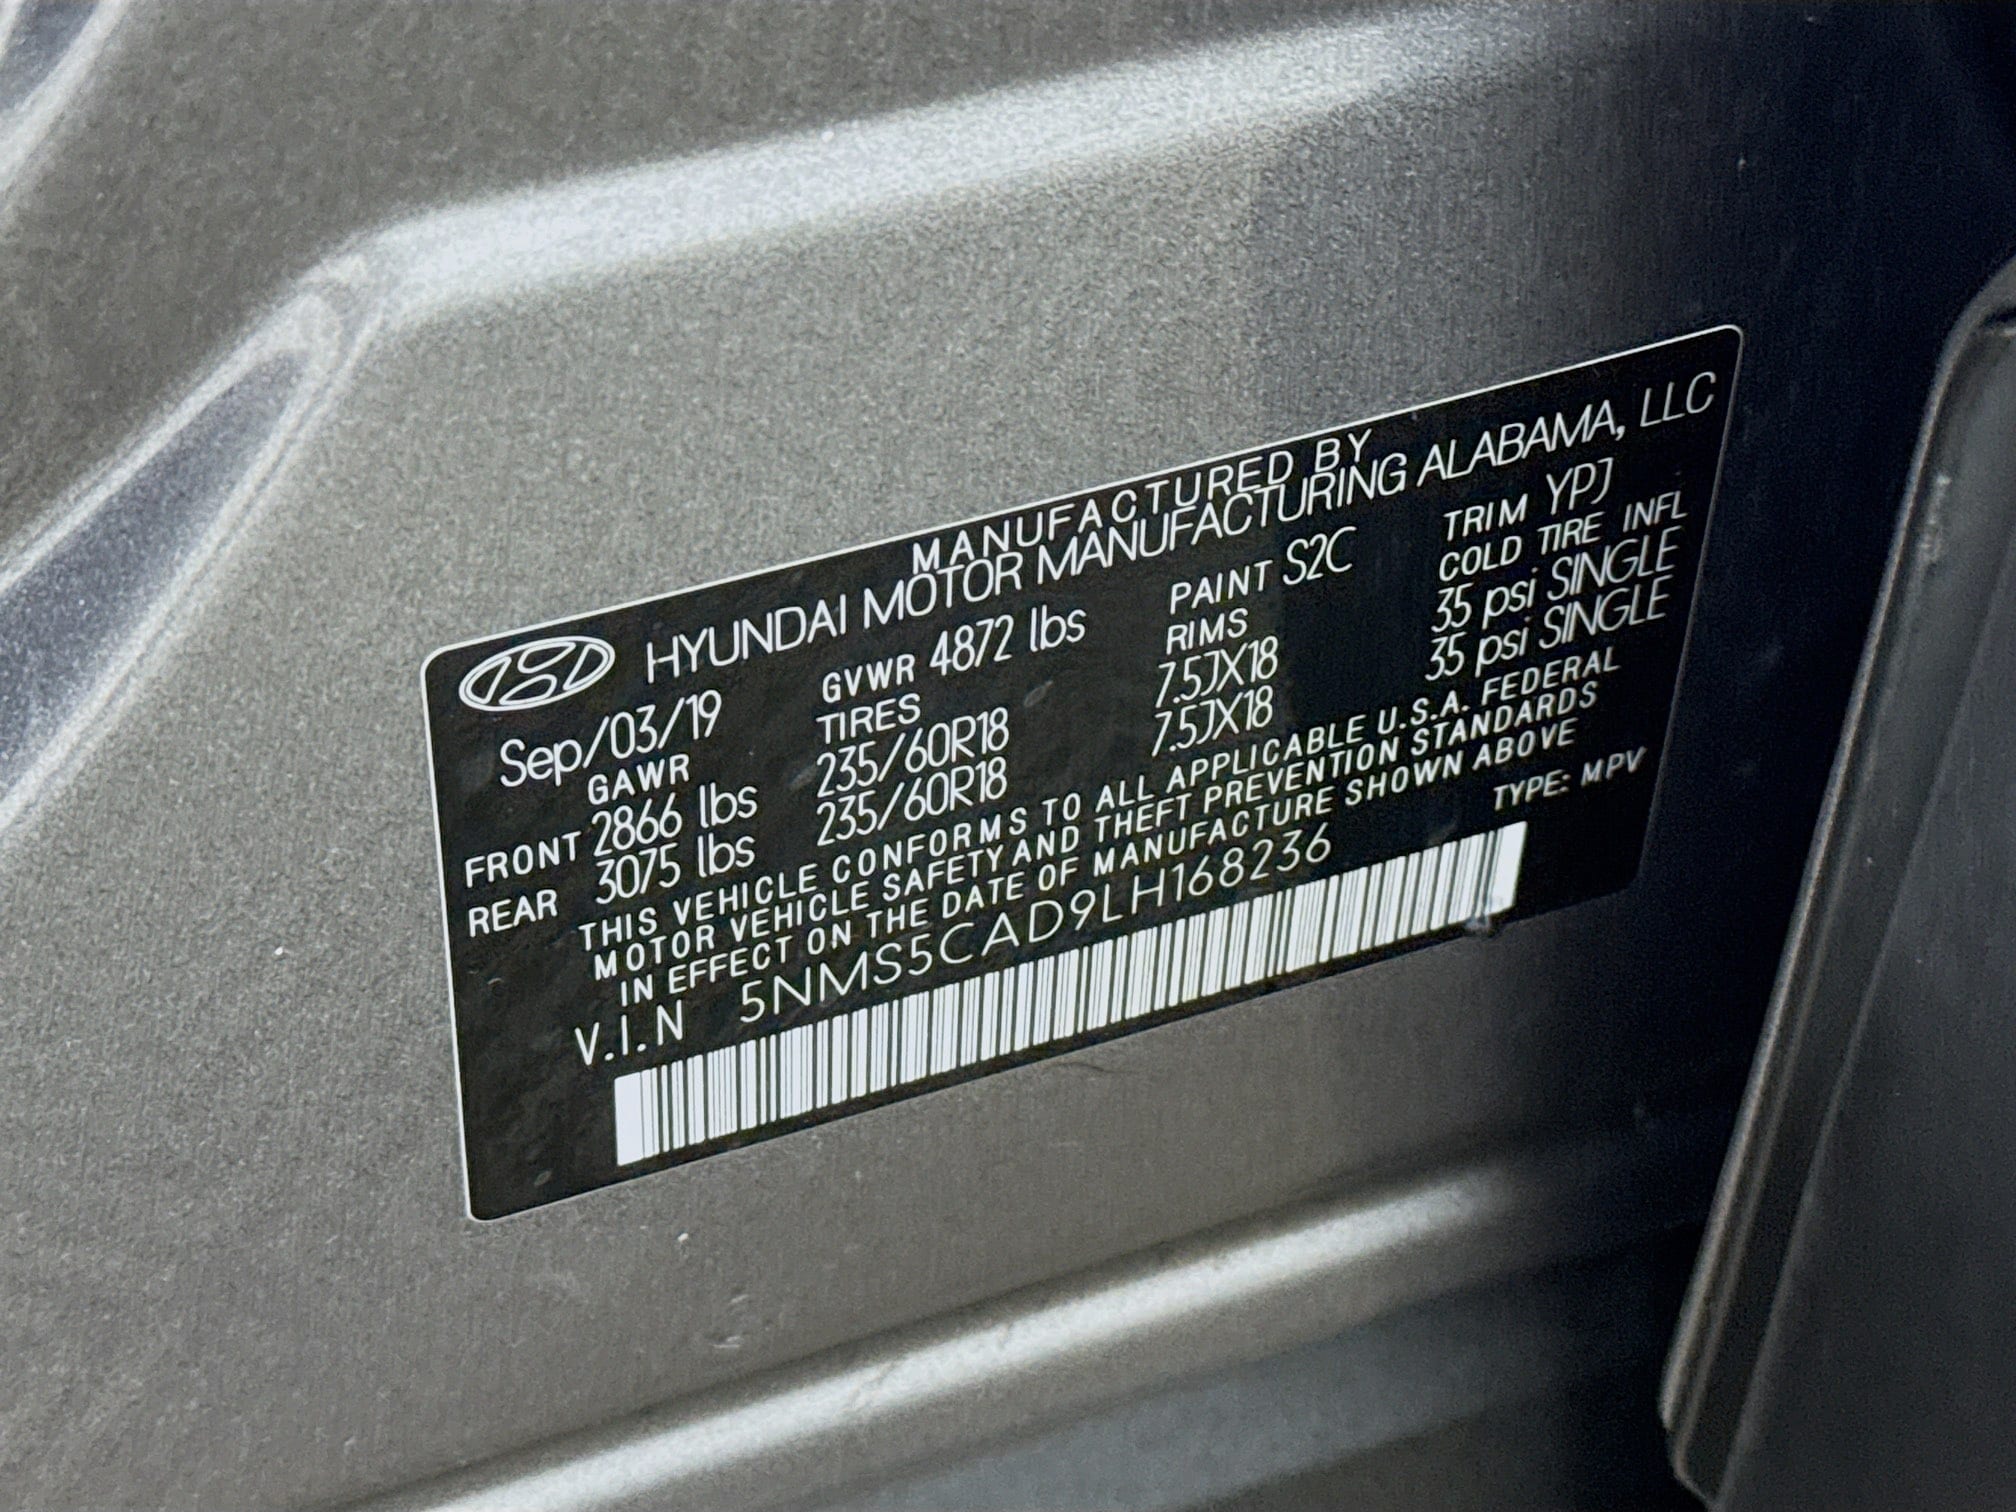 MANUFACTURED BY
HYUNDAI MOTOR MANUFACTURING ALABAMA, LLC
Sep/03/19 GVWR 4872 lbs PAINT S2C TRIM YPJ
GAWR TIRES RIMS COLD TIRE INFL
FRONT 2866 lbs 235/60R18 7.5JX18 35 psi SINGLE
REAR 3075 lbs 235/60R18 7.5JX18 35 psi SINGLE
THIS VEHICLE CONFORMS TO ALL APPLICABLE U.S.A. FEDERAL
MOTOR VEHICLE SAFETY AND THEFT PREVENTION STANDARDS
IN EFFECT ON THE DATE OF MANUFACTURE SHOWN ABOVE
V.I.N 5NMS5CAD9LH168236 TYPE: MPV